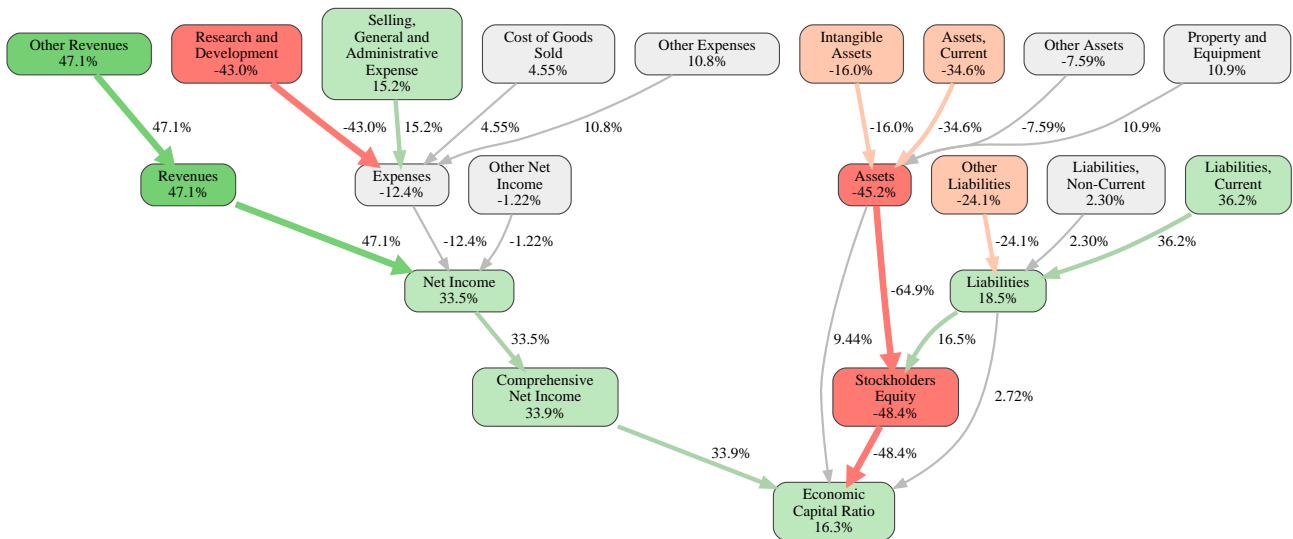 Other Revenues
47.1%
Research and
Development
-43.0%
Selling,
General and
Administrative
Expense
15.2%
Cost of Goods
Sold
4.55%
Other Expenses
10.8%
Intangible
Assets
-16.0%
Assets,
Current
-34.6%
Other Assets
-7.59%
Property and
Equipment
10.9%
47.1%
-43.0%
15.2%
4.55%
10.8%
-16.0%
-34.6%
-7.59%
10.9%
Revenues
47.1%
Expenses
-12.4%
Other Net
Income
-1.22%
Assets
-45.2%
Other
Liabilities
-24.1%
Liabilities,
Non-Current
2.30%
Liabilities,
Current
36.2%
47.1%
-12.4%
-1.22%
-24.1%
2.30%
36.2%
Net Income
33.5%
-64.9%
Liabilities
18.5%
33.5%
9.44%
16.5%
Comprehensive
Net Income
33.9%
Stockholders
Equity
-48.4%
2.72%
33.9%
-48.4%
Economic
Capital Ratio
16.3%